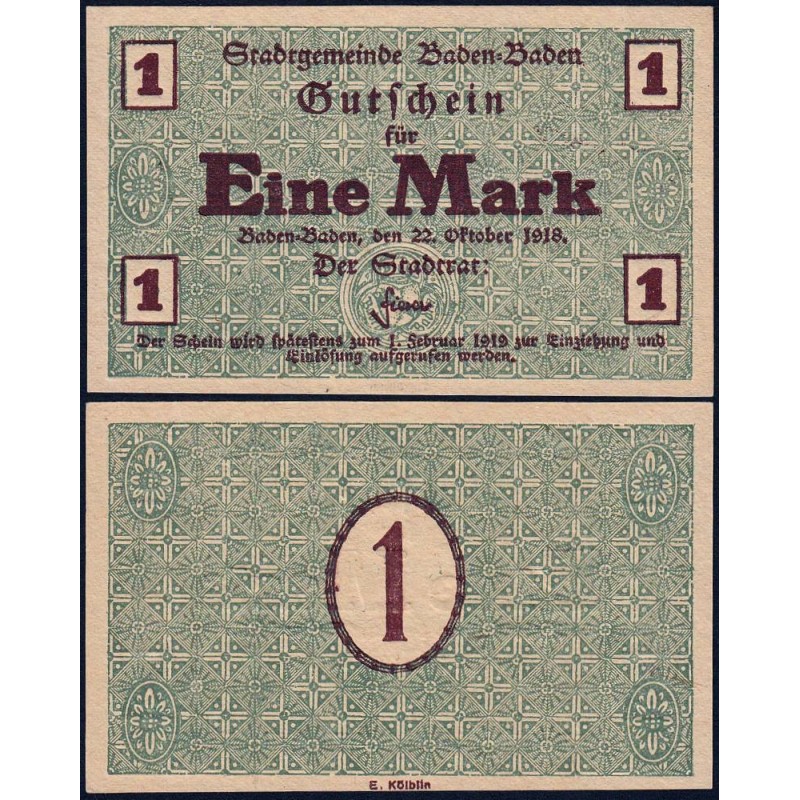 1 Stadtgemeinde Baden-Baden 1
Gutschein
für
Eine Mark
Baden-Baden, den 22. Oktober 1918.
1 Der Stadtrat: 1
Fieser
Der Schein wird spätestens zum 1. Februar 1919 zur Einziehung und
Einlösung aufgerufen werden.
1
E. Kölblin